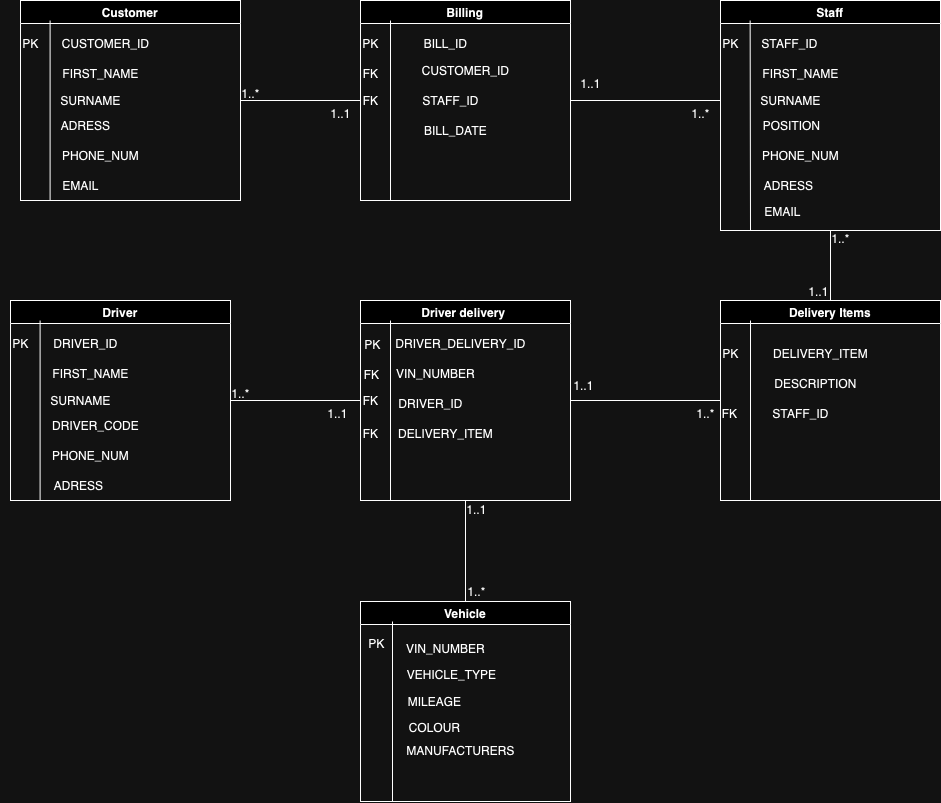 Customer
PK CUSTOMER_ID
FIRST_NAME
SURNAME
ADRESS
PHONE_NUM
EMAIL
1..*
1..1
Billing
PK BILL_ID
FK CUSTOMER_ID
FK STAFF_ID
BILL_DATE
1..1
1..*
Staff
PK STAFF_ID
FIRST_NAME
SURNAME
POSITION
PHONE_NUM
ADRESS
EMAIL
1..*
1..1
Driver
PK DRIVER_ID
FIRST_NAME
SURNAME
DRIVER_CODE
PHONE_NUM
ADRESS
1..*
1..1
Driver delivery
PK DRIVER_DELIVERY_ID
FK VIN_NUMBER
FK DRIVER_ID
FK DELIVERY_ITEM
1..1
1..*
Delivery Items
PK DELIVERY_ITEM
DESCRIPTION
FK STAFF_ID
1..1
1..*
Vehicle
PK VIN_NUMBER
VEHICLE_TYPE
MILEAGE
COLOUR
MANUFACTURERS